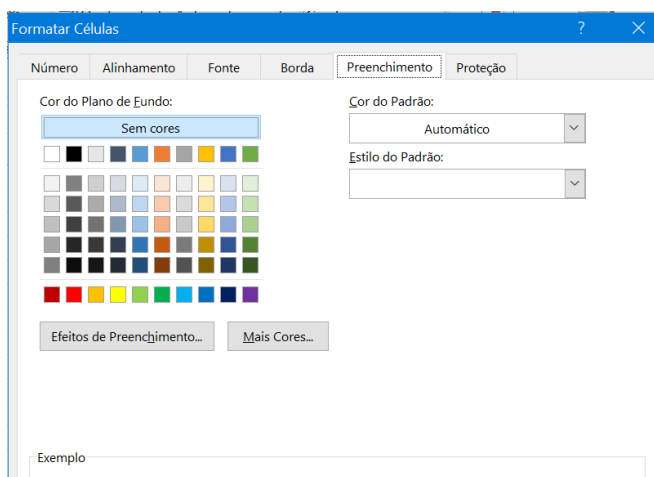 Formatar Células ?
Número Alinhamento Fonte Borda Preenchimento Proteção
Cor do Plano de Fundo:
Sem cores
Cor do Padrão:
Automático
Estilo do Padrão:
Efeitos de Preenchimento... Mais Cores...
Exemplo